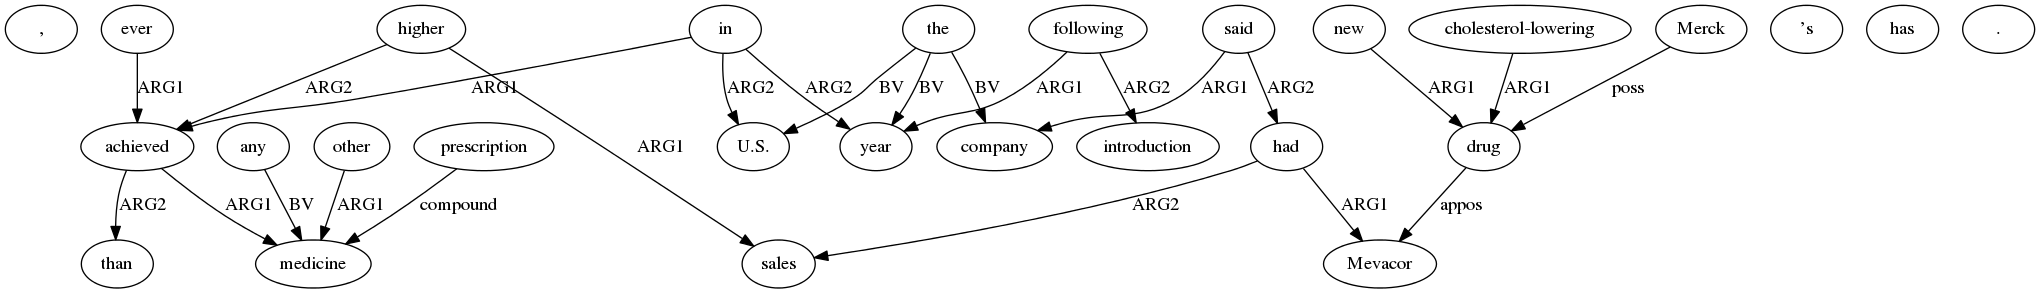 , ever higher in the following said new cholesterol-lowering Merck 's has .
ARG1 ARG2 ARG1 ARG2 ARG2 BV BV BV ARG1 ARG2 ARG1 ARG2 ARG1 ARG1 poss
achieved any other prescription ARG1 U.S. year company introduction had drug
ARG2 ARG1 BV ARG1 compound ARG2 ARG1 appos
than medicine sales Mevacor